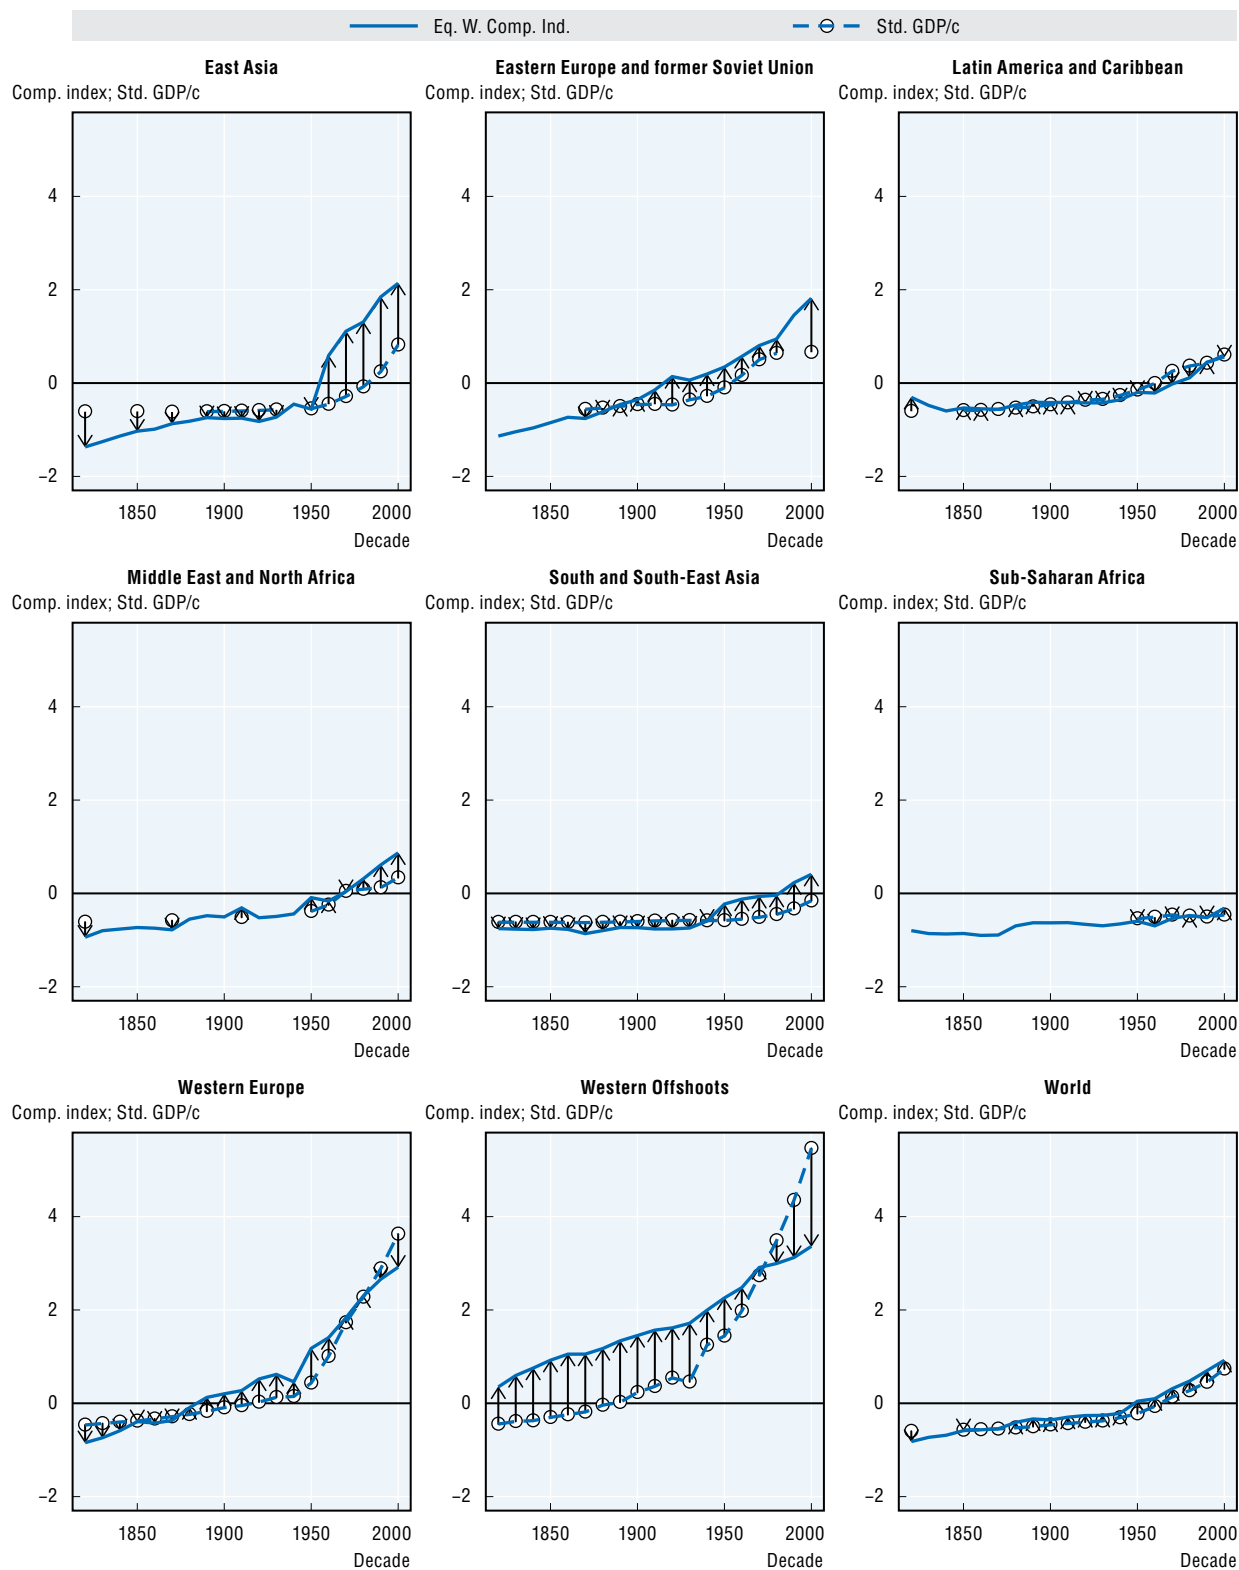 Eq. W. Comp. Ind. Std. GDP/c
East Asia Eastern Europe and former Soviet Union Latin America and Caribbean
Comp. index; Std. GDP/c Comp. index; Std. GDP/c Comp. index; Std. GDP/c
4 4 4
2 2 2
0 0 0
−2 −2 −2
1850 1900 1950 2000 1850 1900 1950 2000 1850 1900 1950 2000
Decade Decade Decade
Middle East and North Africa South and South-East Asia Sub-Saharan Africa
Comp. index; Std. GDP/c Comp. index; Std. GDP/c Comp. index; Std. GDP/c
4 4 4
2 2 2
0 0 0
−2 −2 −2
1850 1900 1950 2000 1850 1900 1950 2000 1850 1900 1950 2000
Decade Decade Decade
Western Europe Western Offshoots World
Comp. index; Std. GDP/c Comp. index; Std. GDP/c Comp. index; Std. GDP/c
4 4 4
2 2 2
0 0 0
−2 −2 −2
1850 1900 1950 2000 1850 1900 1950 2000 1850 1900 1950 2000
Decade Decade Decade